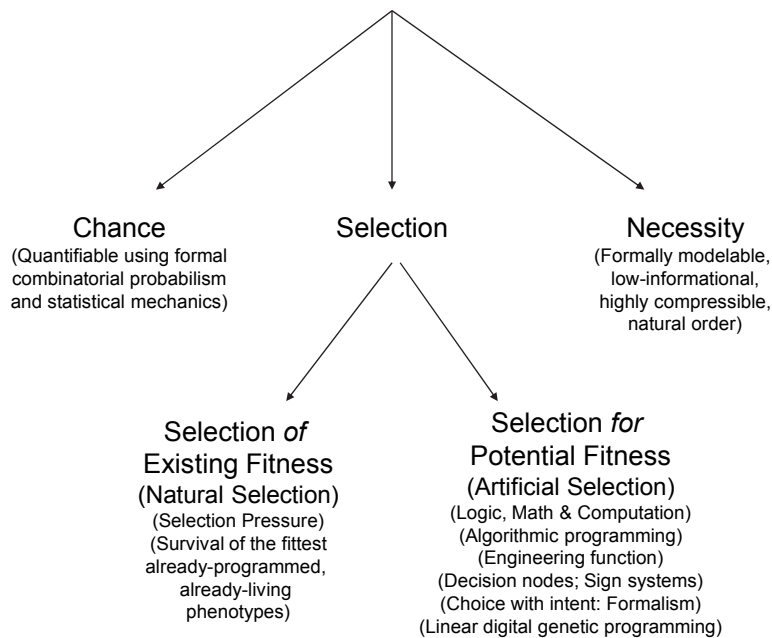 Chance
(Quantifiable using formal
combinatorial probabilism
and statistical mechanics)
Selection
Necessity
(Formally modelable,
low-informational,
highly compressible,
natural order)
Selection of
Existing Fitness
(Natural Selection)
(Selection Pressure)
(Survival of the fittest
already-programmed,
already-living
phenotypes)
Selection for
Potential Fitness
(Artificial Selection)
(Logic, Math & Computation)
(Algorithmic programming)
(Engineering function)
(Decision nodes; Sign systems)
(Choice with intent: Formalism)
(Linear digital genetic programming)